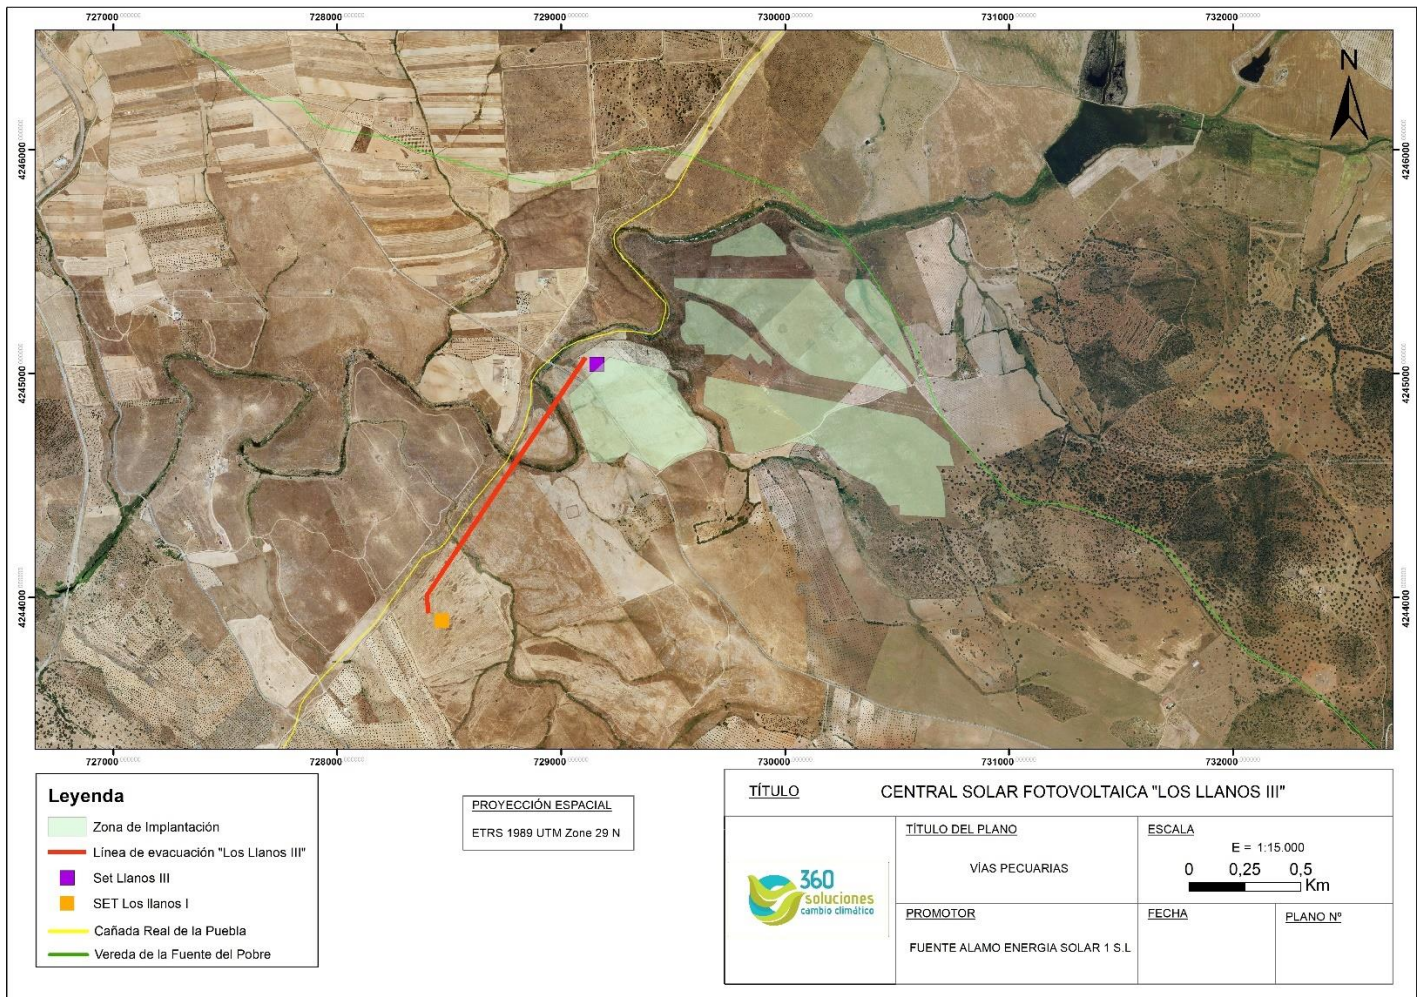 727000 728000 729000 730000 731000 732000
N
4246000 4246000
4245000 4245000
4244000 4244000
727000 728000 729000 730000 731000 732000
Leyenda
Zona de Implantación
Línea de evacuación "Los Llanos III"
Set Llanos III
SET Los llanos I
Cañada Real de la Puebla
Vereda de la Fuente del Pobre
PROYECCIÓN ESPACIAL
ETRS 1989 UTM Zone 29 N
TÍTULO
CENTRAL SOLAR FOTOVOLTAICA "LOS LLANOS III"
360
soluciones
cambio climático
TÍTULO DEL PLANO
VÍAS PECUARIAS
ESCALA
E = 1:15.000
0 0,25 0,5
Km
PROMOTOR
FUENTE ALAMO ENERGIA SOLAR 1 S.L
FECHA
PLANO Nº